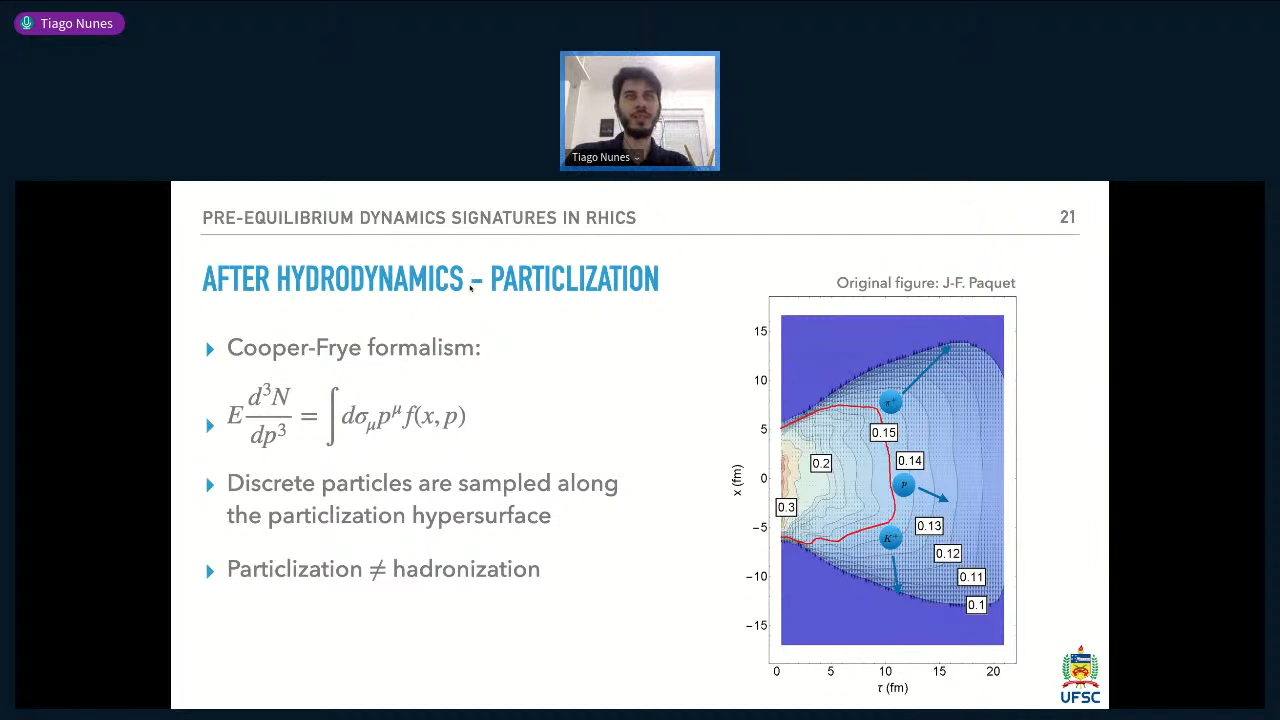 Tiago Nunes
Tiago Nunes
PRE-EQUILIBRIUM DYNAMICS SIGNATURES IN RHICS
21
AFTER HYDRODYNAMICS – PARTICLIZATION
Original figure: J-F. Paquet
Cooper-Frye formalism:
E d³N/dp³ = ∫ dσ_μ p^μ f(x, p)
Discrete particles are sampled along
the particlization hypersurface
Particlization ≠ hadronization
15
10
5
0
−5
−10
−15
x (fm)
0.3
0.2
π⁺
0.15
0.14
p
0.13
K⁺
0.12
0.11
0.1
0 5 10 15 20
τ (fm)
UFSC